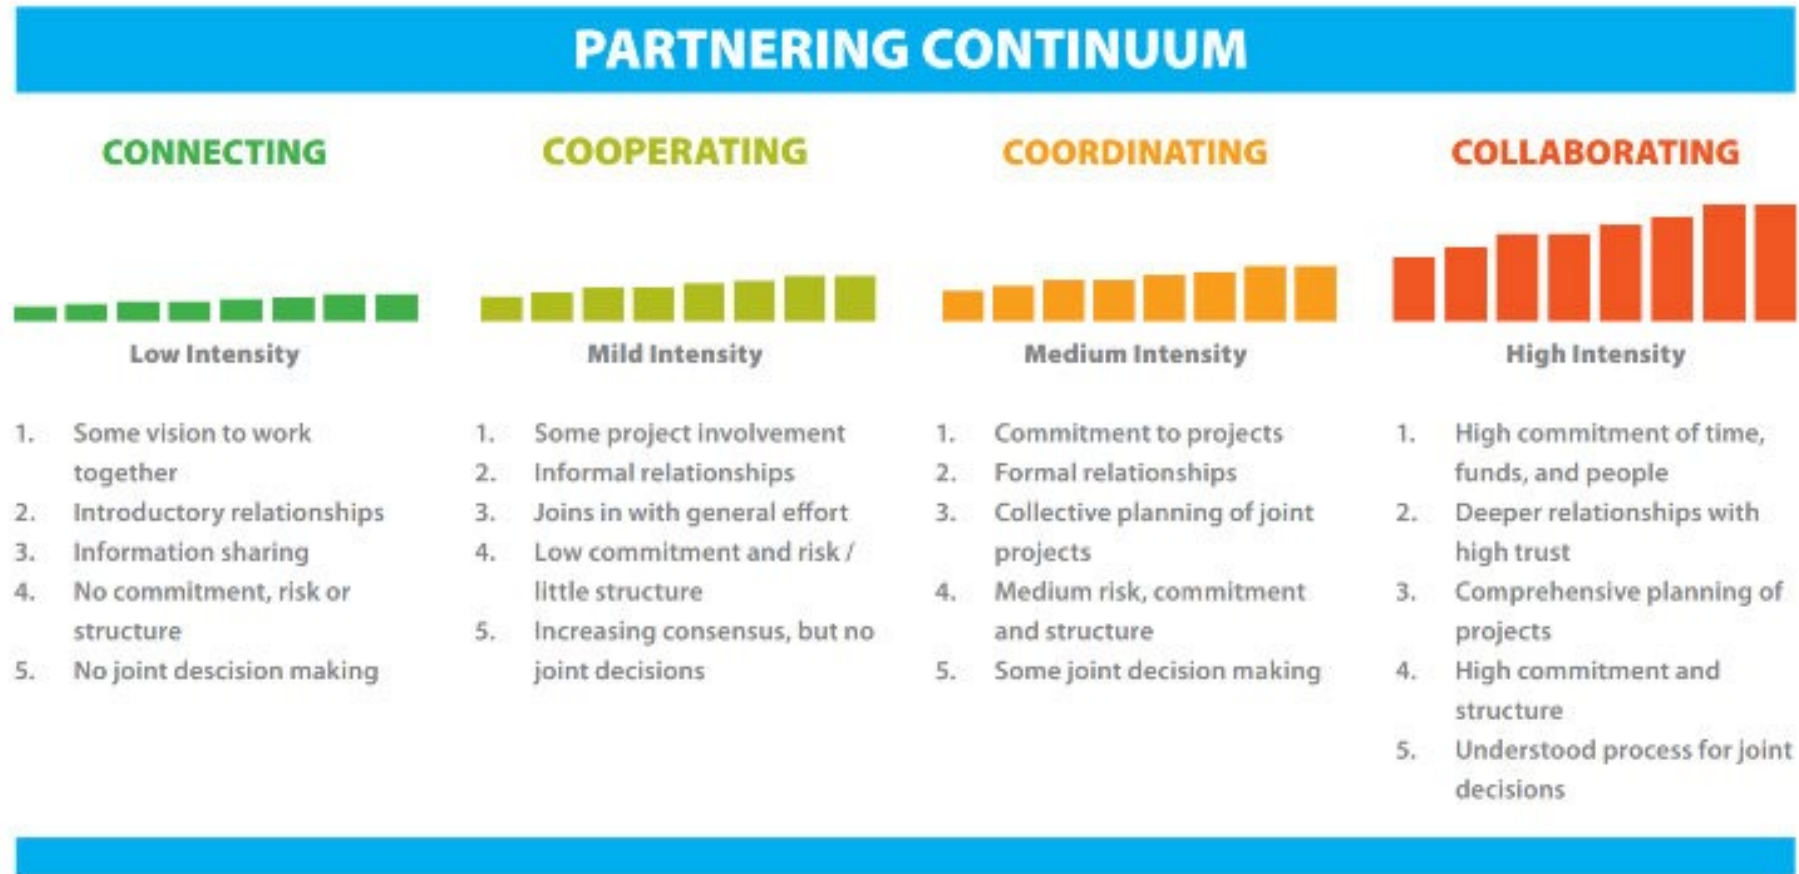 PARTNERING CONTINUUM
CONNECTING
Low Intensity
1. Some vision to work
together
2. Introductory relationships
3. Information sharing
4. No commitment, risk or
structure
5. No joint descision making
COOPERATING
Mild Intensity
1. Some project involvement
2. Informal relationships
3. Joins in with general effort
4. Low commitment and risk /
little structure
5. Increasing consensus, but no
joint decisions
COORDINATING
Medium Intensity
1. Commitment to projects
2. Formal relationships
3. Collective planning of joint
projects
4. Medium risk, commitment
and structure
5. Some joint decision making
COLLABORATING
High Intensity
1. High commitment of time,
funds, and people
2. Deeper relationships with
high trust
3. Comprehensive planning of
projects
4. High commitment and
structure
5. Understood process for joint
decisions